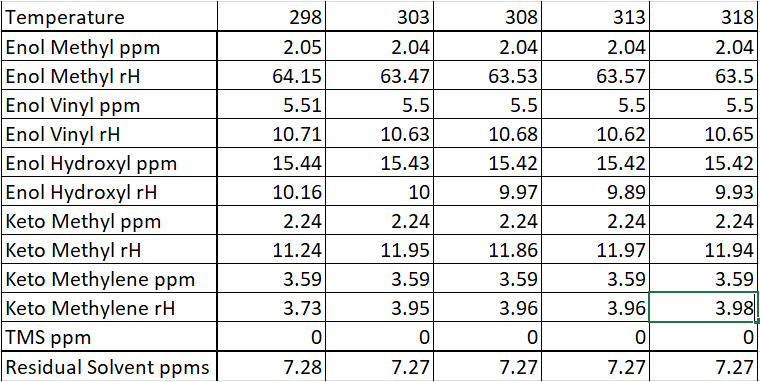 Temperature 298 303 308 313 318
Enol Methyl ppm 2.05 2.04 2.04 2.04 2.04
Enol Methyl rH 64.15 63.47 63.53 63.57 63.5
Enol Vinyl ppm 5.51 5.5 5.5 5.5 5.5
Enol Vinyl rH 10.71 10.63 10.68 10.62 10.65
Enol Hydroxyl ppm 15.44 15.43 15.42 15.42 15.42
Enol Hydroxyl rH 10.16 10 9.97 9.89 9.93
Keto Methyl ppm 2.24 2.24 2.24 2.24 2.24
Keto Methyl rH 11.24 11.95 11.86 11.97 11.94
Keto Methylene ppm 3.59 3.59 3.59 3.59 3.59
Keto Methylene rH 3.73 3.95 3.96 3.96 3.98
TMS ppm 0 0 0 0 0
Residual Solvent ppms 7.28 7.27 7.27 7.27 7.27